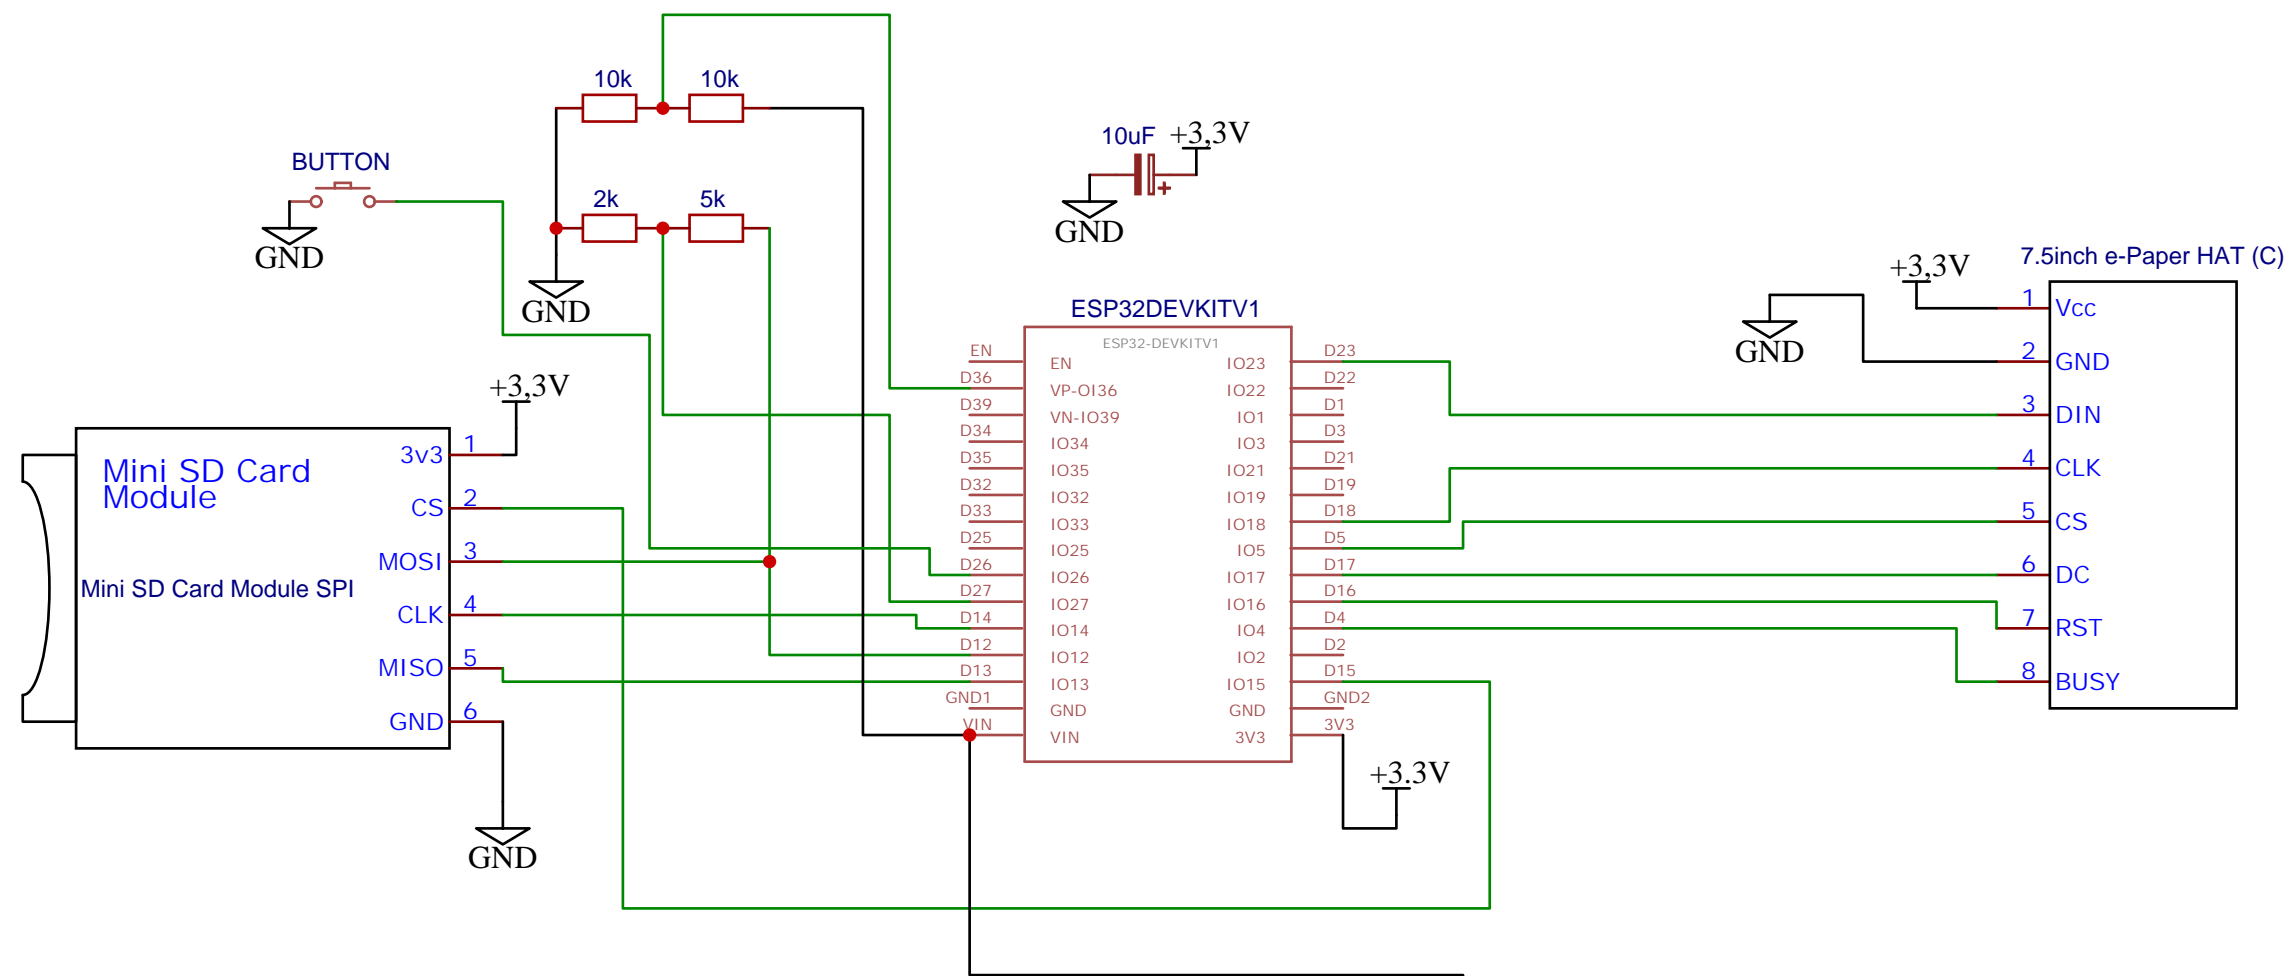 10k
10k
10uF
+3,3V
BUTTON
2k
5k
GND
GND
GND
7.5inch e-Paper HAT (C)
+3,3V
GND
1
Vcc
2
GND
3
DIN
4
CLK
5
CS
6
DC
7
RST
8
BUSY
ESP32DEVKITV1
ESP32-DEVKITV1
EN
EN
IO23
D23
D36
VP-OI36
IO22
D22
D39
VN-IO39
IO1
D1
D34
IO34
IO3
D3
D35
IO35
IO21
D21
D32
IO32
IO19
D19
D33
IO33
IO18
D18
D25
IO25
IO5
D5
D26
IO26
IO17
D17
D27
IO27
IO16
D16
D14
IO14
IO4
D4
D12
IO12
IO2
D2
D13
IO13
IO15
D15
GND1
GND
GND
GND2
VIN
VIN
3V3
3V3
+3.3V
+3,3V
Mini SD Card
Module
Mini SD Card Module SPI
3v3
1
CS
2
MOSI
3
CLK
4
MISO
5
GND
6
GND